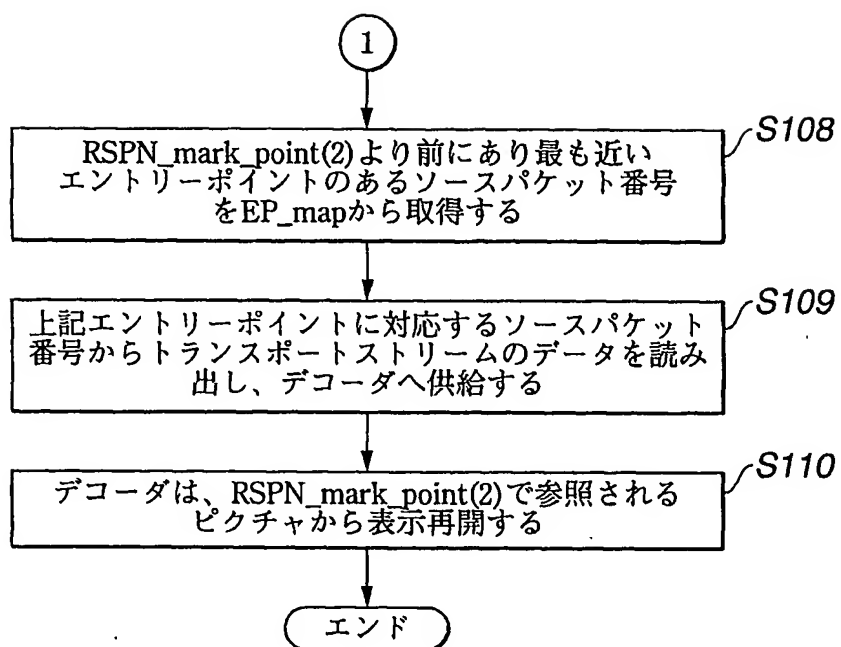 1
S108
RSPN_mark_point(2)より前にあり最も近い
エントリーポイントのあるソースパケット番号
をEP_mapから取得する
S109
上記エントリーポイントに対応するソースパケット
番号からトランスポートストリームのデータを読み
出し、デコーダへ供給する
S110
デコーダは、RSPN_mark_point(2)で参照される
ピクチャから表示再開する
エンド